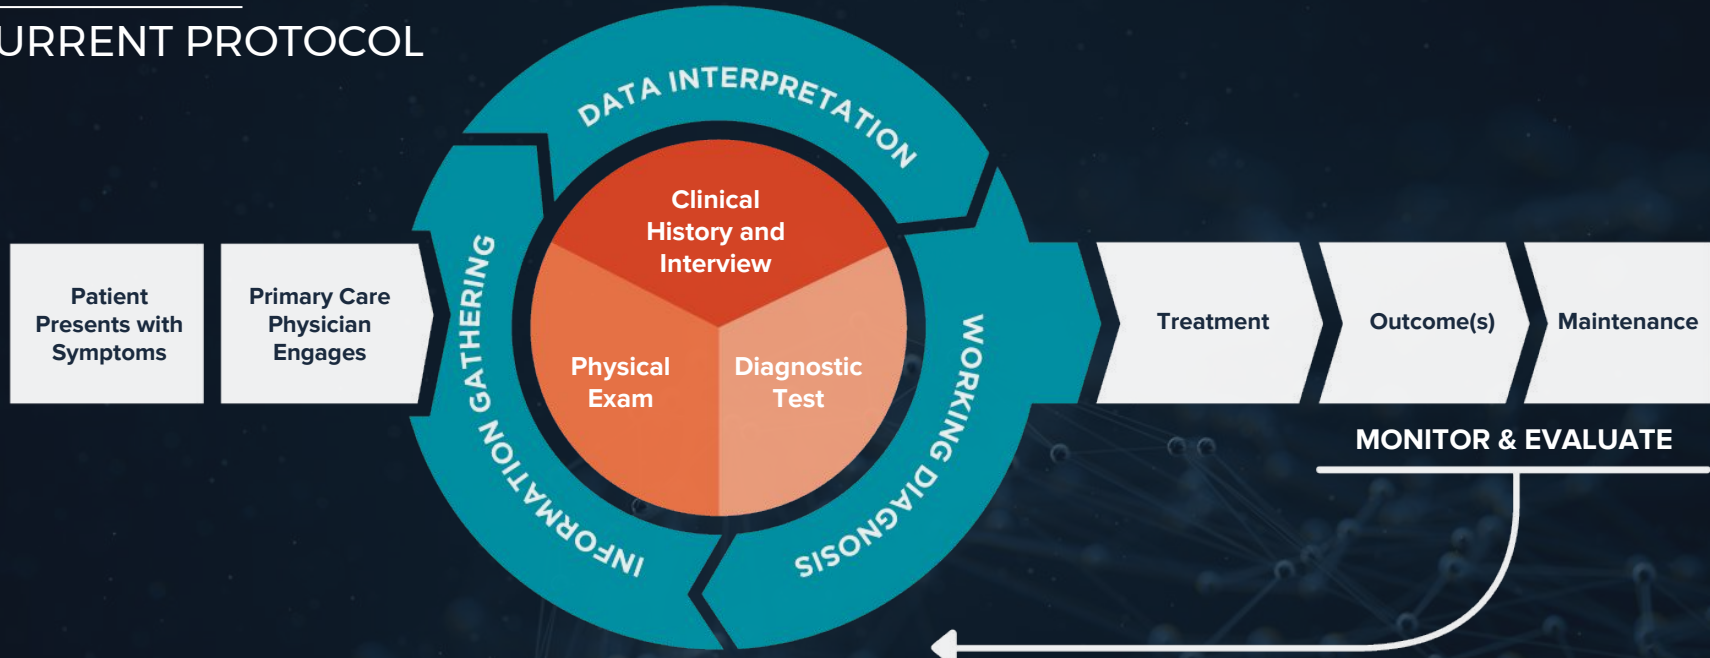 URRENT PROTOCOL
Patient
Presents with
Symptoms
Primary Care
Physician
Engages
INFORMATION GATHERING
DATA INTERPRETATION
WORKING DIAGNOSIS
Clinical
History and
Interview
Physical
Exam
Diagnostic
Test
Treatment
Outcome(s)
Maintenance
MONITOR & EVALUATE